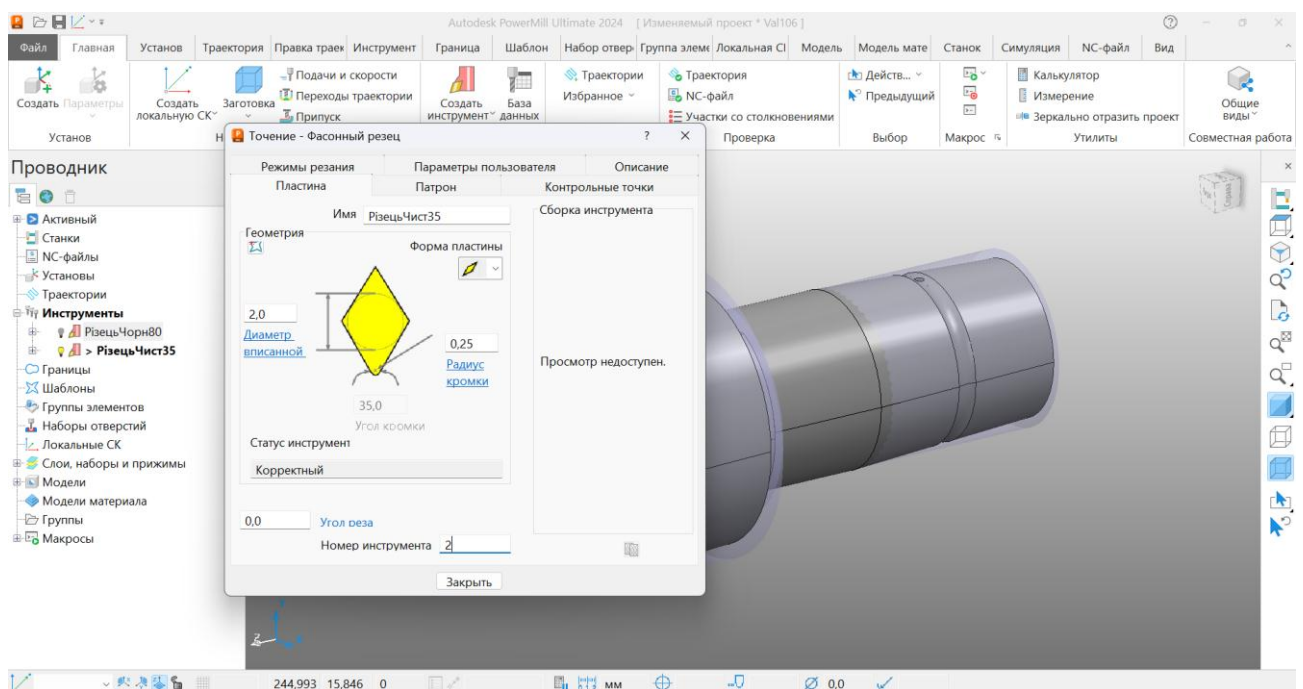 Autodesk PowerMill Ultimate 2024 [ Изменяемый проект * Val106 ]
Файл Главная Установ Траектория Правка траек Инструмент Граница Шаблон Набор отвер Группа элеме Локальная СІ Модель Модель мате Станок Симуляция NC-файл Вид
Создать Параметры
Установ
Создать локальную СК
Заготовка
Подачи и скорости
Переходы траектории
Припуск
Н
Создать инструмент
База данных
Траектории
Избранное
Траектория
NC-файл
Участки со столкновениями
Проверка
Действ...
Предыдущий
Выбор
Макрос
Калькулятор
Измерение
Зеркально отразить проект
Утилиты
Общие виды
Совместная работа
Проводник
Активный
Станки
NC-файлы
Установы
Траектории
Инструменты
РізецьЧорн80
> РізецьЧист35
Границы
Шаблоны
Группы элементов
Наборы отверстий
Локальные СК
Слои, наборы и прижимы
Модели
Модели материала
Группы
Макросы
Точение - Фасонный резец ? ×
Режимы резания Параметры пользователя Описание
Пластина Патрон Контрольные точки
Имя РізецьЧист35
Геометрия
Форма пластины
2,0
Диаметр вписанной
0,25
Радиус кромки
35,0
Угол кромки
Статус инструмент
Корректный
0,0 Угол реза
Номер инструмента 2
Сборка инструмента
Просмотр недоступен.
Закрыть
244,993 15,846 0 мм 0,0